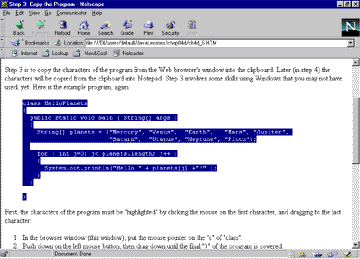 Step 3: Copy the Program - Netscape
File Edit View Go Communicator Help
Back Reload Home Search Guide Print Security Stop
Bookmarks Location:
Internet Lookup New&Cool Netcaster
Step 3 is to copy the characters of the program from the Web browser's window into the clipboard. Later (in step 4) the
characters will be copied from the clipboard into Notepad. Step 3 involves some skills using Windows that you may not have
used, yet. Here is the example program, again:
class HelloPlanets
{
public static void main ( String[] args )
{
String[] planets = {"Mercury", "Venus", "Earth", "Mars", "Jupiter",
"Saturn", "Uranus", "Neptune", "Pluto"};
for ( int j=0; j< planets.length; j++ )
{
System.out.println("Hello " + planets[j] +"!" );
}
}
}
First, the characters of the program must be "highlighted" by clicking the mouse on the first character, and dragging to the last
character:
1. In the browser window (this window), put the mouse pointer on the "c" of "class".
2. Push down on the left mouse button, then drag down until the final "}" of the program is covered.
Document: Done